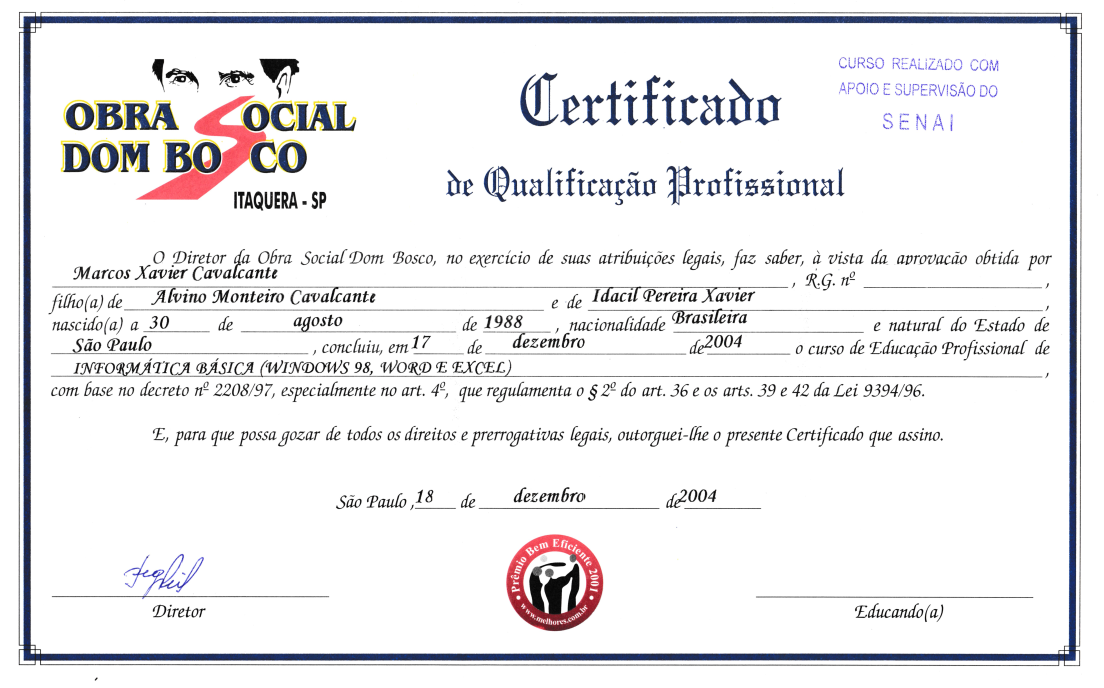 OBRA SOCIAL
DOM BOSCO
ITAQUERA - SP
Certificado
de Qualificação Profissional
CURSO REALIZADO COM
APOIO E SUPERVISÃO DO
SENAI
O Diretor da Obra Social Dom Bosco, no exercício de suas atribuições legais, faz saber, à vista da aprovação obtida por
Marcos Xavier Cavalcante , R.G. nº ,
filho(a) de Alvino Monteiro Cavalcante e de Idacil Pereira Xavier ,
nascido(a) a 30 de agosto de 1988 , nacionalidade Brasileira e natural do Estado de
São Paulo , concluiu, em 17 de dezembro de 2004 o curso de Educação Profissional de
INFORMÁTICA BÁSICA (WINDOWS 98, WORD E EXCEL) ,
com base no decreto nº 2208/97, especialmente no art. 4º, que regulamenta o § 2º do art. 36 e os arts. 39 e 42 da Lei 9394/96.
E, para que possa gozar de todos os direitos e prerrogativas legais, outorguei-lhe o presente Certificado que assino.
São Paulo , 18 de dezembro de 2004
Prêmio Bem Eficiente 2001
www.melhores.com.br
Diretor
Educando(a)